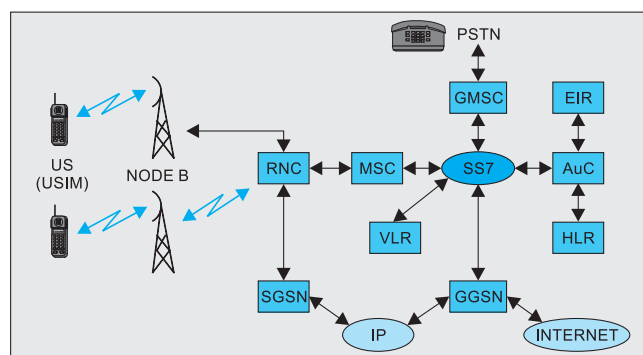 PSTN
GMSC
EIR
US
(USIM)
NODE B
RNC
MSC
SS7
AuC
VLR
HLR
SGSN
GGSN
IP
INTERNET